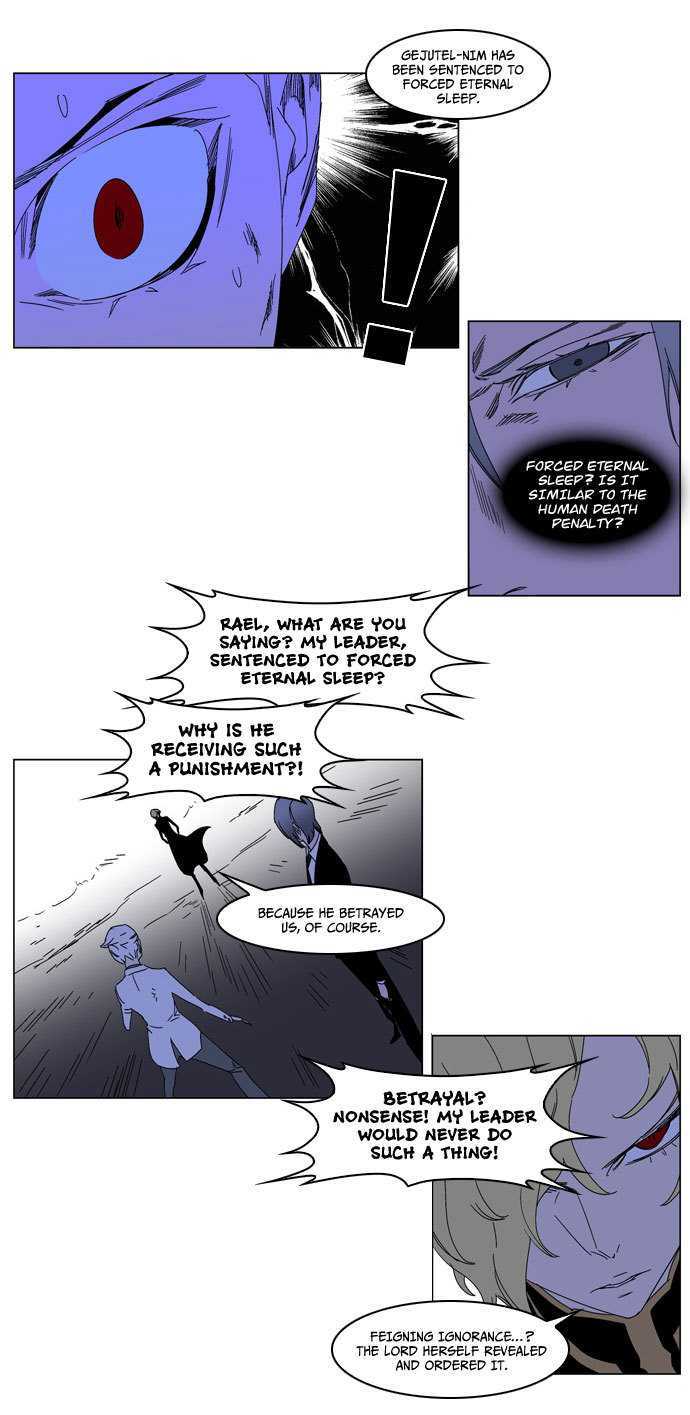 GEJUTEL-NIM HAS
BEEN SENTENCED TO
FORCED ETERNAL
SLEEP.
!
FORCED ETERNAL
SLEEP? IS IT
SIMILAR TO THE
HUMAN DEATH
PENALTY?
RAEL, WHAT ARE YOU
SAYING? MY LEADER,
SENTENCED TO FORCED
ETERNAL SLEEP?
WHY IS HE
RECEIVING SUCH
A PUNISHMENT?!
BECAUSE HE BETRAYED
US, OF COURSE.
BETRAYAL?
NONSENSE! MY LEADER
WOULD NEVER DO
SUCH A THING!
FEIGNING IGNORANCE...?
THE LORD HERSELF REVEALED
AND ORDERED IT.